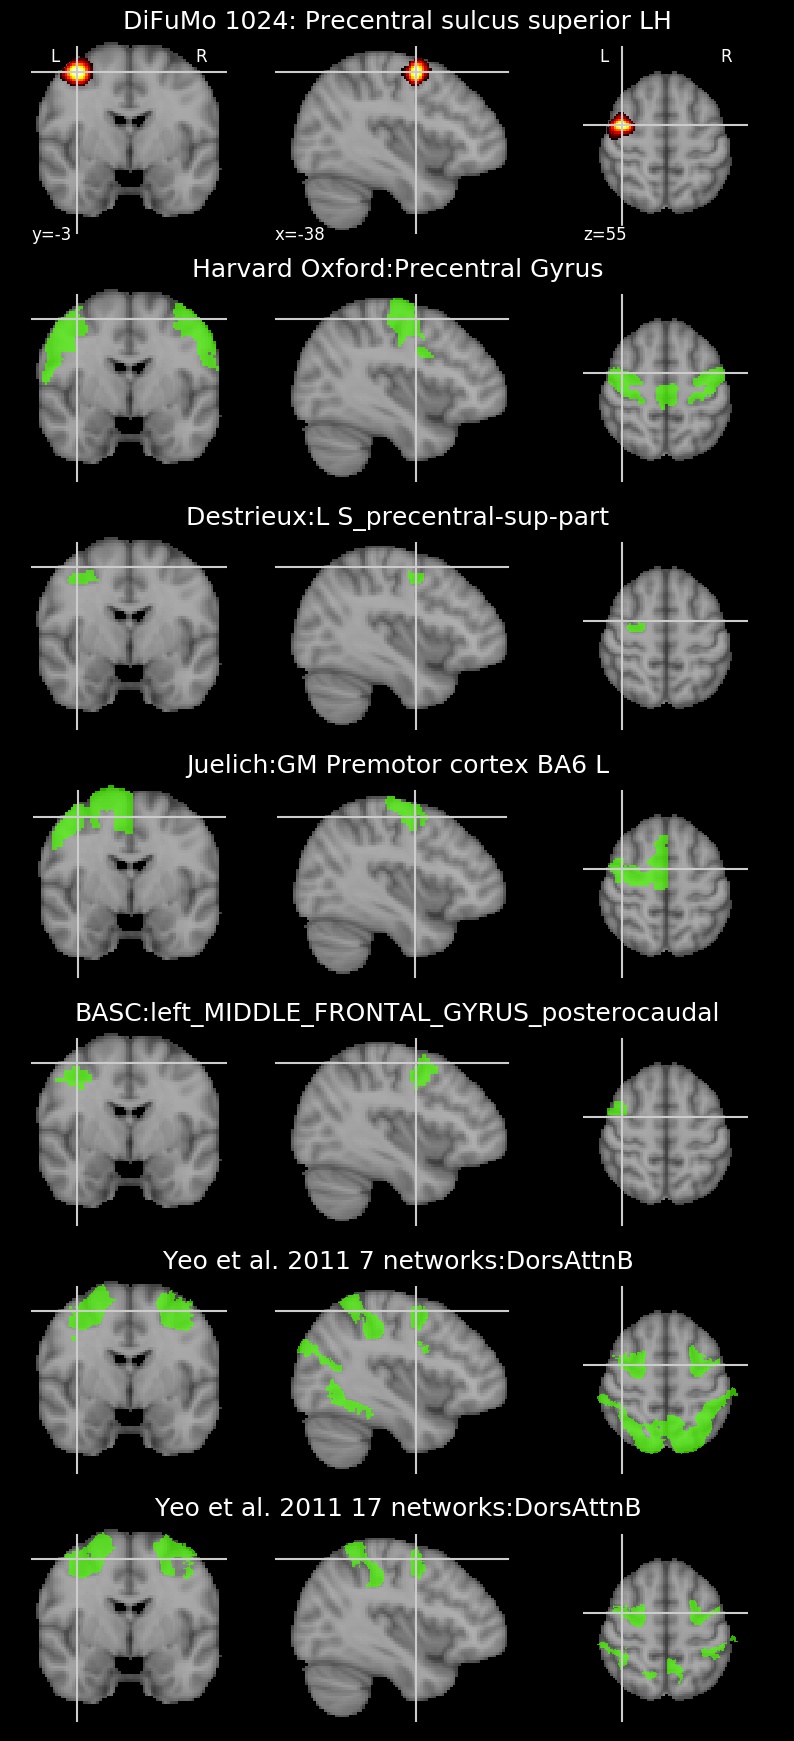 DiFuMo 1024: Precentral sulcus superior LH
L R L R
y=-3 x=-38 z=55
Harvard Oxford:Precentral Gyrus
Destrieux:L S_precentral-sup-part
Juelich:GM Premotor cortex BA6 L
BASC:left_MIDDLE_FRONTAL_GYRUS_posterocaudal
Yeo et al. 2011 7 networks:DorsAttnB
Yeo et al. 2011 17 networks:DorsAttnB